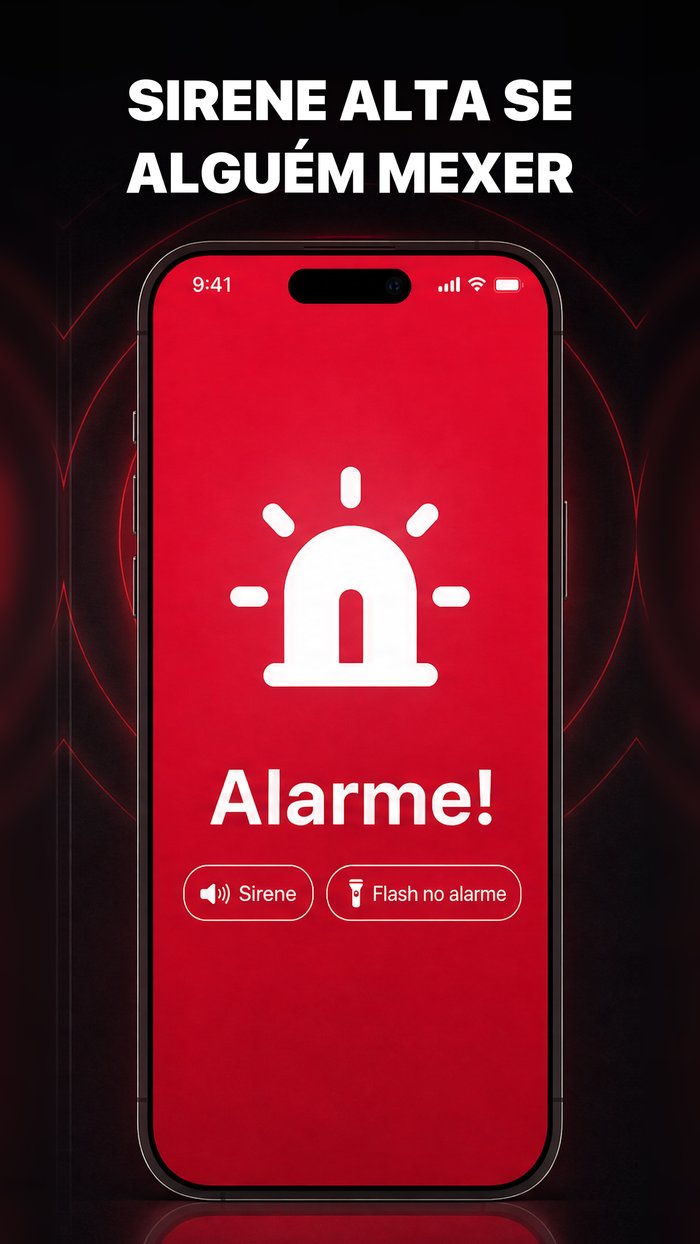 SIRENE ALTA SE
ALGUÉM MEXER
9:41
Alarme!
Sirene
Flash no alarme